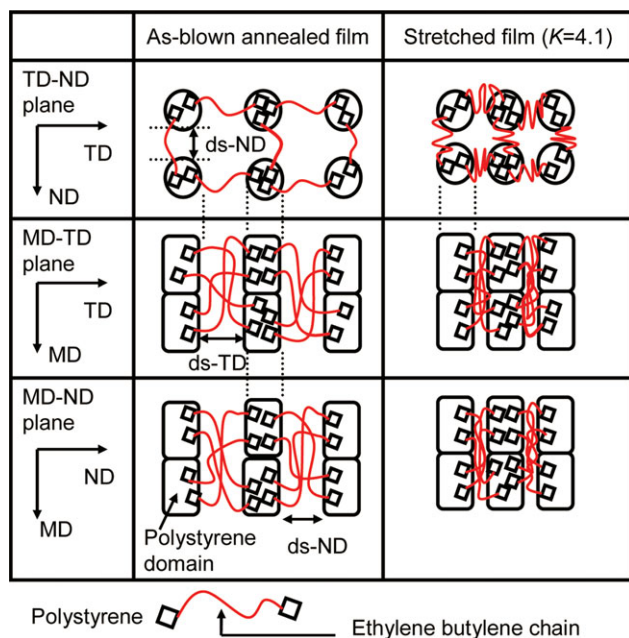 As-blown annealed film
Stretched film (K=4.1)
TD-ND
plane
TD
ND
ds-ND
MD-TD
plane
TD
MD
ds-TD
MD-ND
plane
ND
MD
Polystyrene
domain
ds-ND
Polystyrene
Ethylene butylene chain